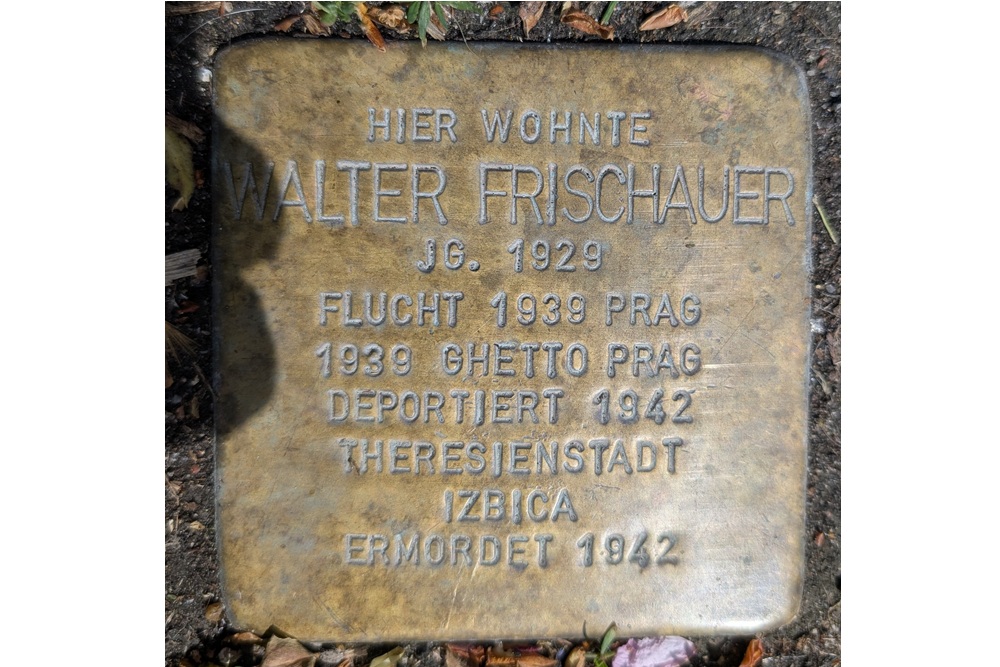 HIER WOHNTE
WALTER FRISCHAUER
JG. 1929
FLUCHT 1939 PRAG
1939 GHETTO PRAG
DEPORTIERT 1942
THERESIENSTADT
IZBICA
ERMORDET 1942